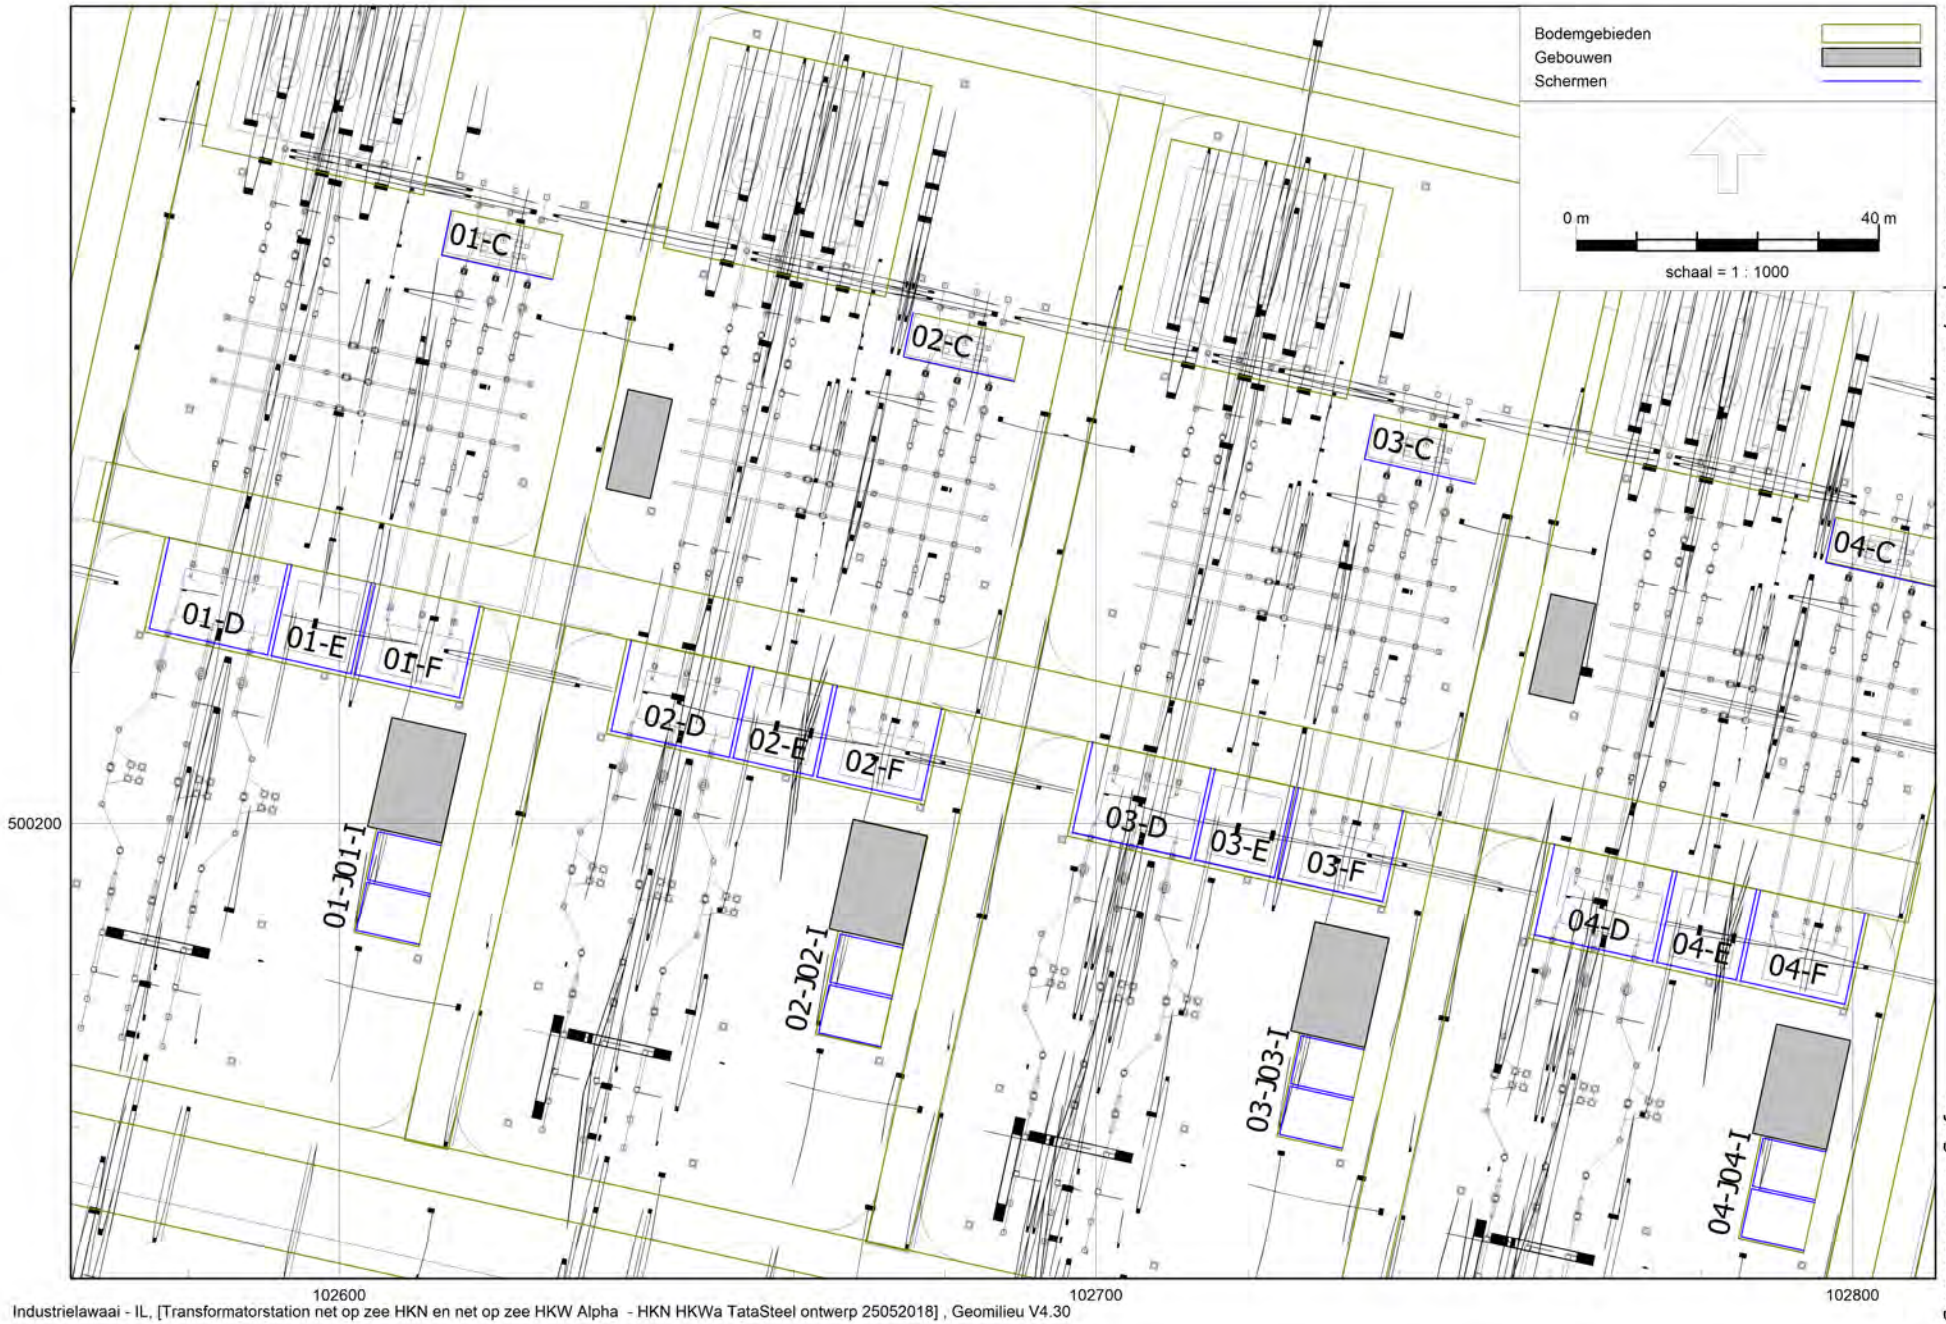 Bodemgebieden
Gebouwen
Schermen
0 m 40 m
schaal = 1 : 1000
01-C
02-C
03-C
04-C
01-D
01-E
01-F
02-D
02-E
02-F
03-D
03-E
03-F
04-D
04-E
04-F
500200
01-J01-I
02-J02-I
03-J03-I
04-J04-I
102600 102700 102800
Industrielawaai - IL, [Transformatorstation net op zee HKN en net op zee HKW Alpha - HKN HKWa TataSteel ontwerp 25052018] , Geomilieu V4.30